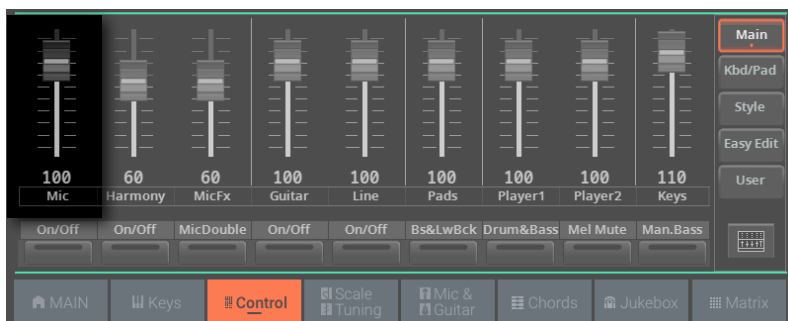 Main
Kbd/Pad
Style
Easy Edit
User
100 60 60 100 100 100 100 100 110
Mic Harmony MicFx Guitar Line Pads Player1 Player2 Keys
On/Off On/Off MicDouble On/Off On/Off Bs&LwBck Drum&Bass Mel Mute Man.Bass
MAIN Keys Control Scale Tuning Mic & Guitar Chords Jukebox Matrix